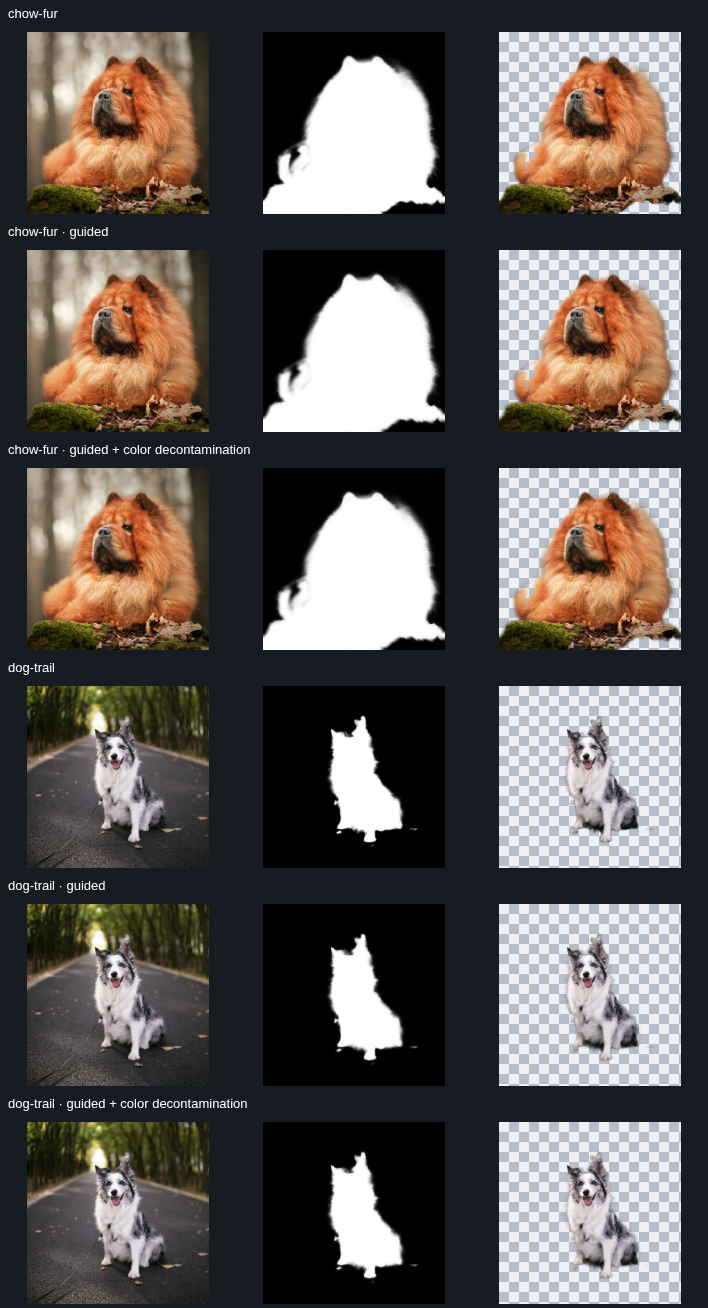 chow-fur
chow-fur · guided
chow-fur · guided + color decontamination
dog-trail
dog-trail · guided
dog-trail · guided + color decontamination